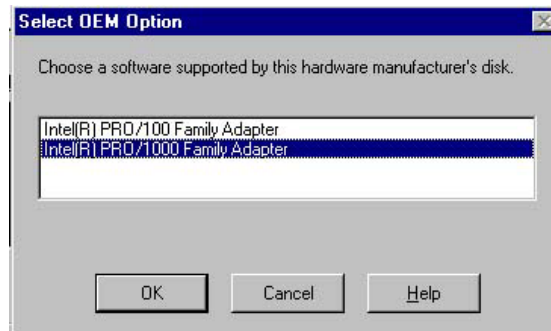 Select OEM Option
Choose a software supported by this hardware manufacturer's disk.
Intel(R) PRO/100 Family Adapter
Intel(R) PRO/1000 Family Adapter
OK Cancel Help